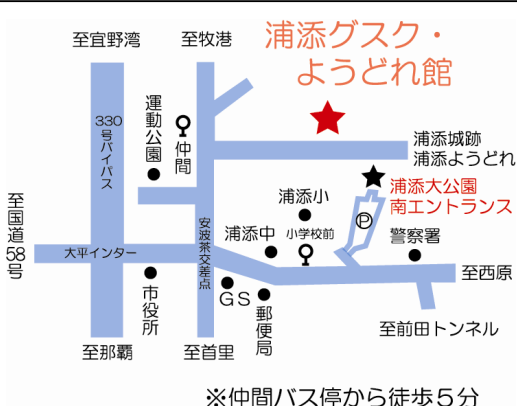 至宜野湾
至牧港
浦添グスク・
ようどれ館
330号バイパス
運動公園
仲間
浦添城跡
浦添ようどれ
浦添大公園
南エントランス
至国道58号
大平インター
安波茶交差点
浦添小
浦添中
小学校前
P
警察署
市役所
GS
郵便局
至西原
至前田トンネル
至那覇
至首里
※仲間バス停から徒歩5分